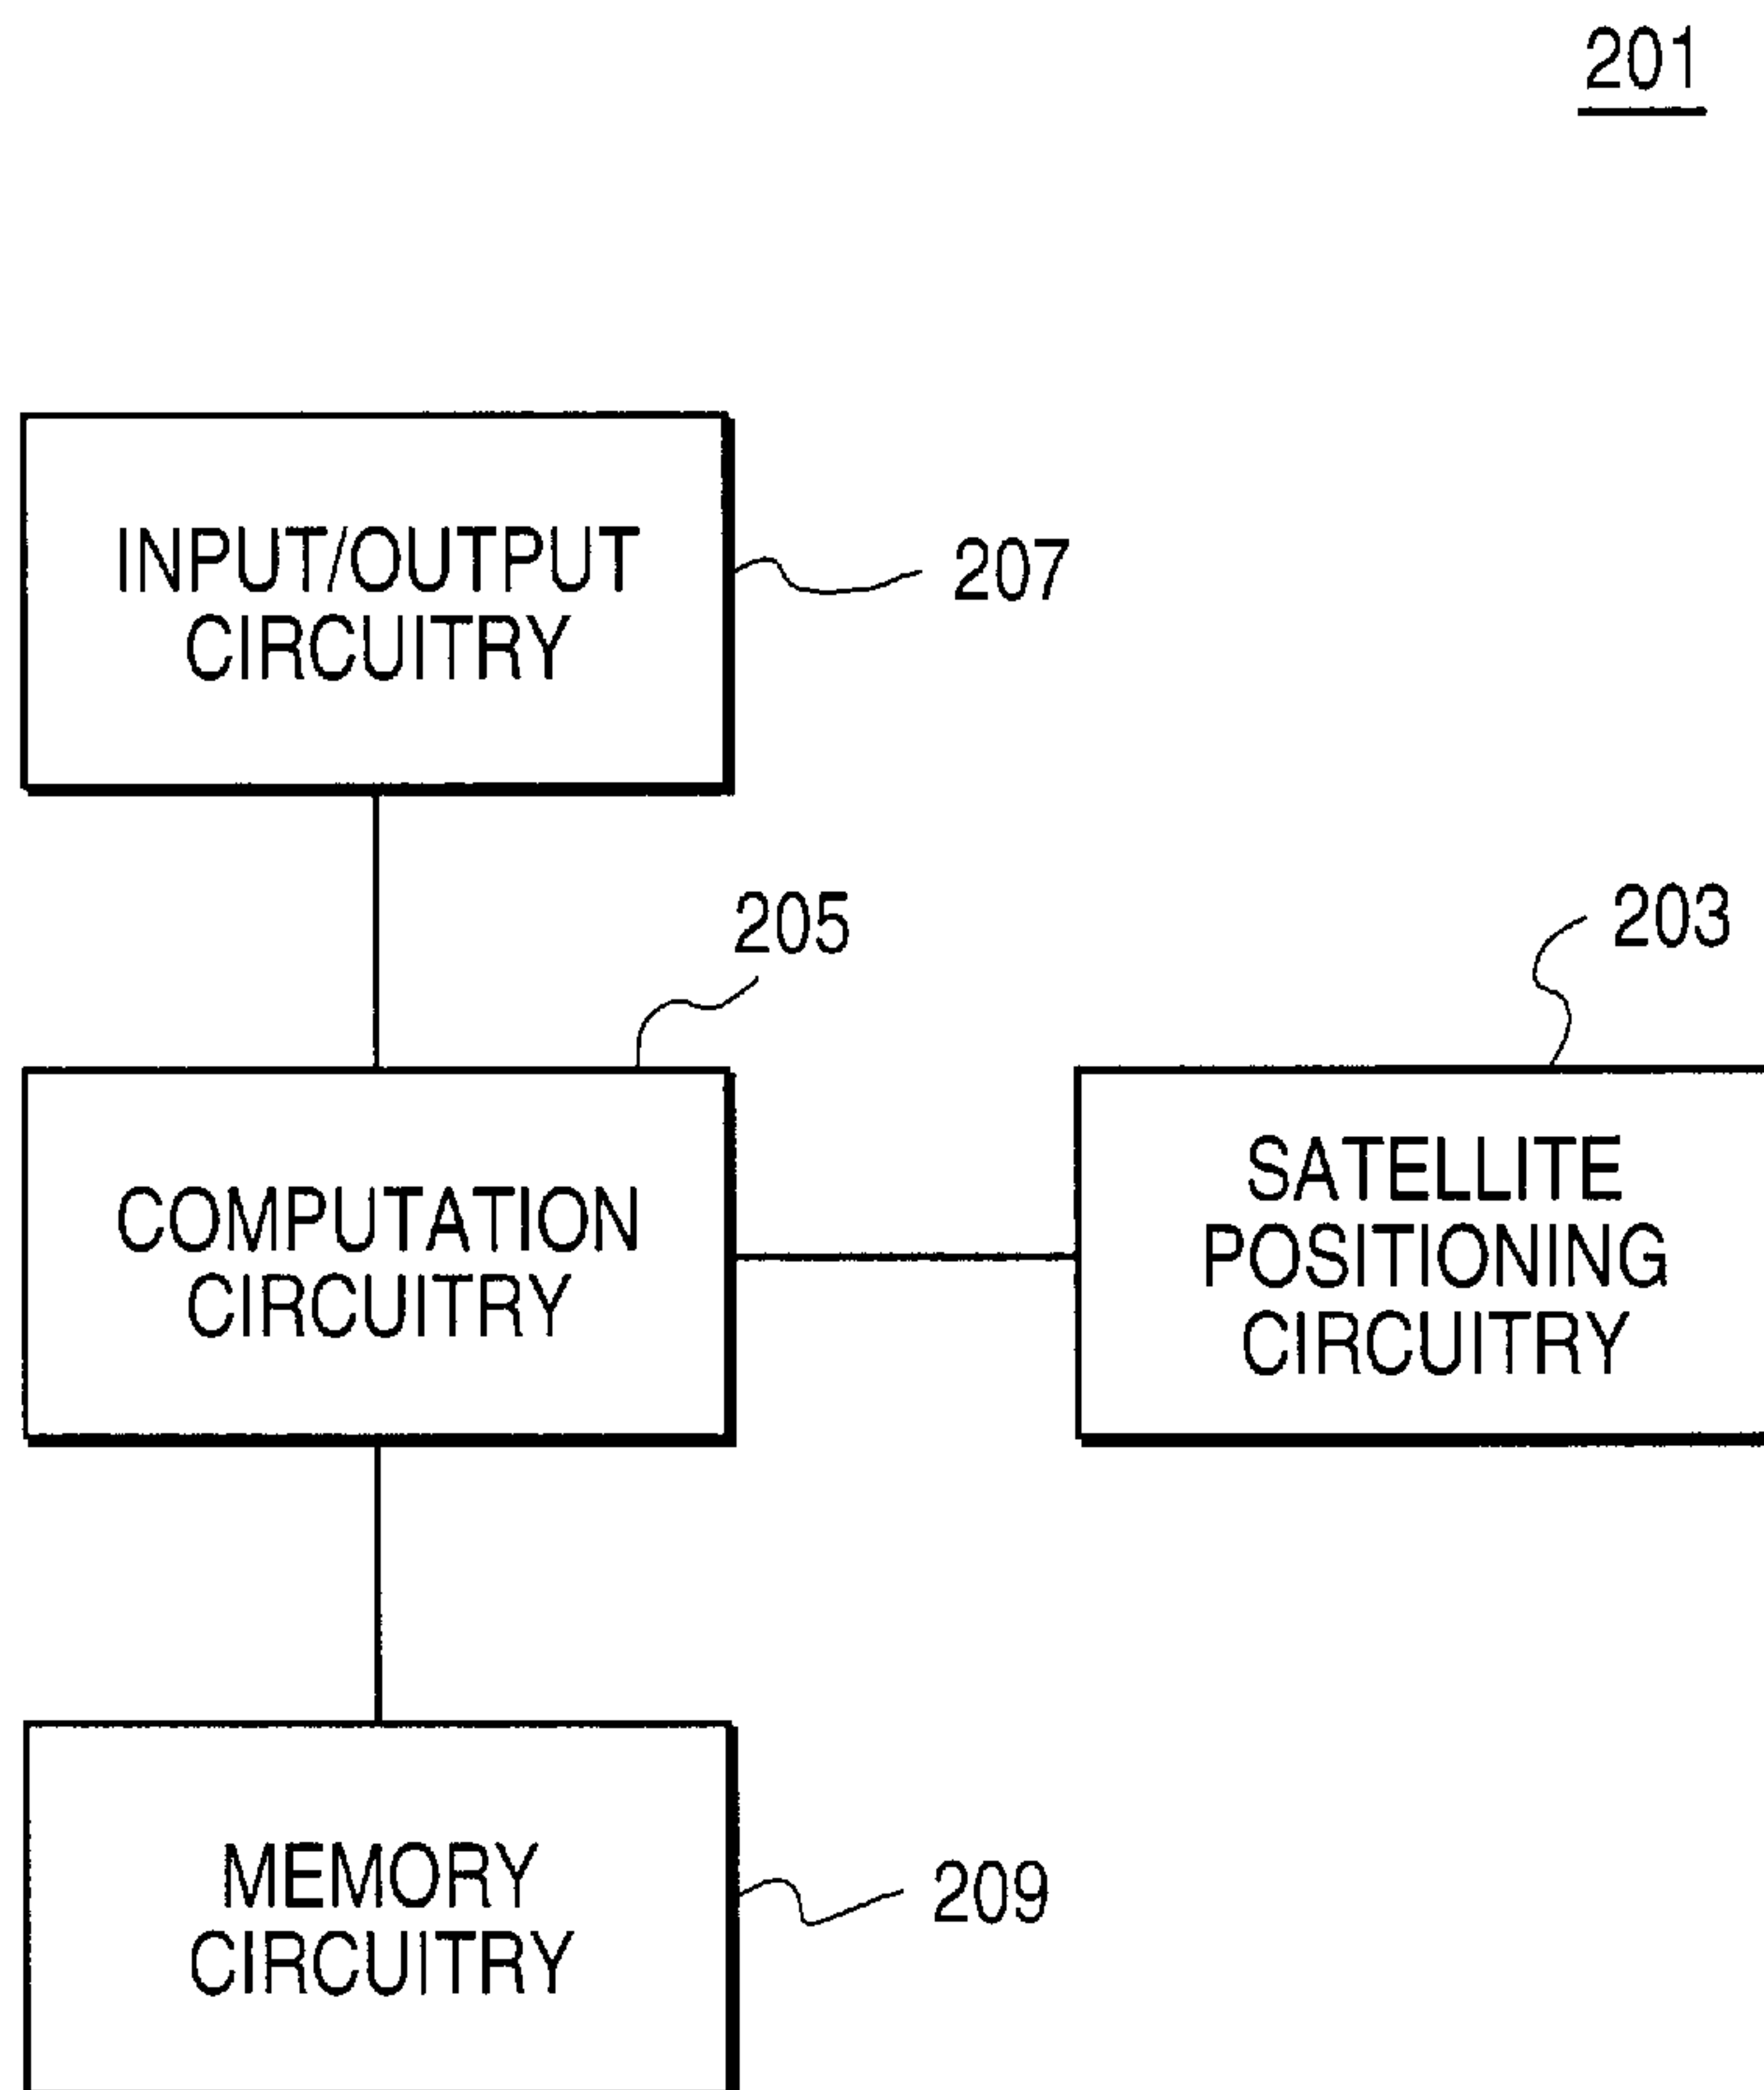 201
INPUT/OUTPUT
CIRCUITRY
207
205
203
COMPUTATION
CIRCUITRY
SATELLITE
POSITIONING
CIRCUITRY
MEMORY
CIRCUITRY
209